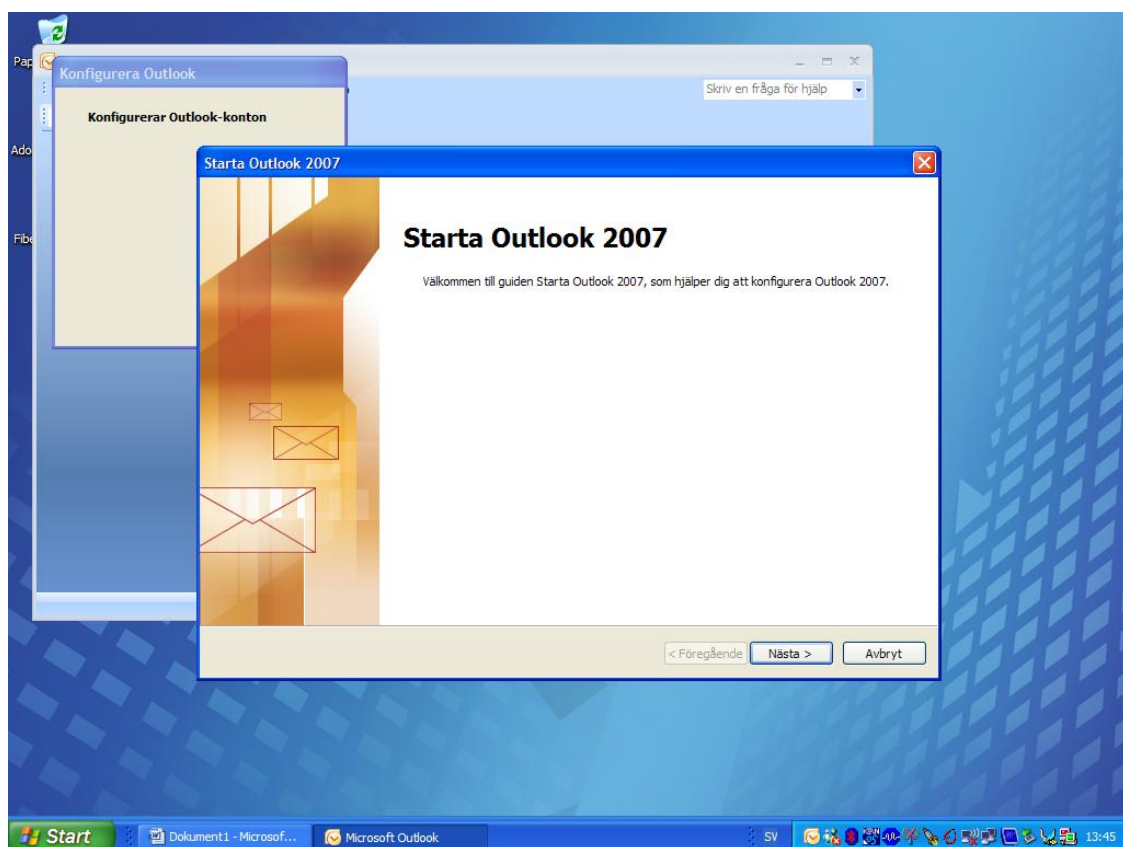 Pap
Konfigurera Outlook
Skriv en fråga för hjälp
Konfigurerar Outlook-konton
Ado
Starta Outlook 2007
Starta Outlook 2007
Fibe
Välkommen till guiden Starta Outlook 2007, som hjälper dig att konfigurera Outlook 2007.
< Föregående
Nästa >
Avbryt
Start
Dokument1 - Microsof...
Microsoft Outlook
SV
13:45